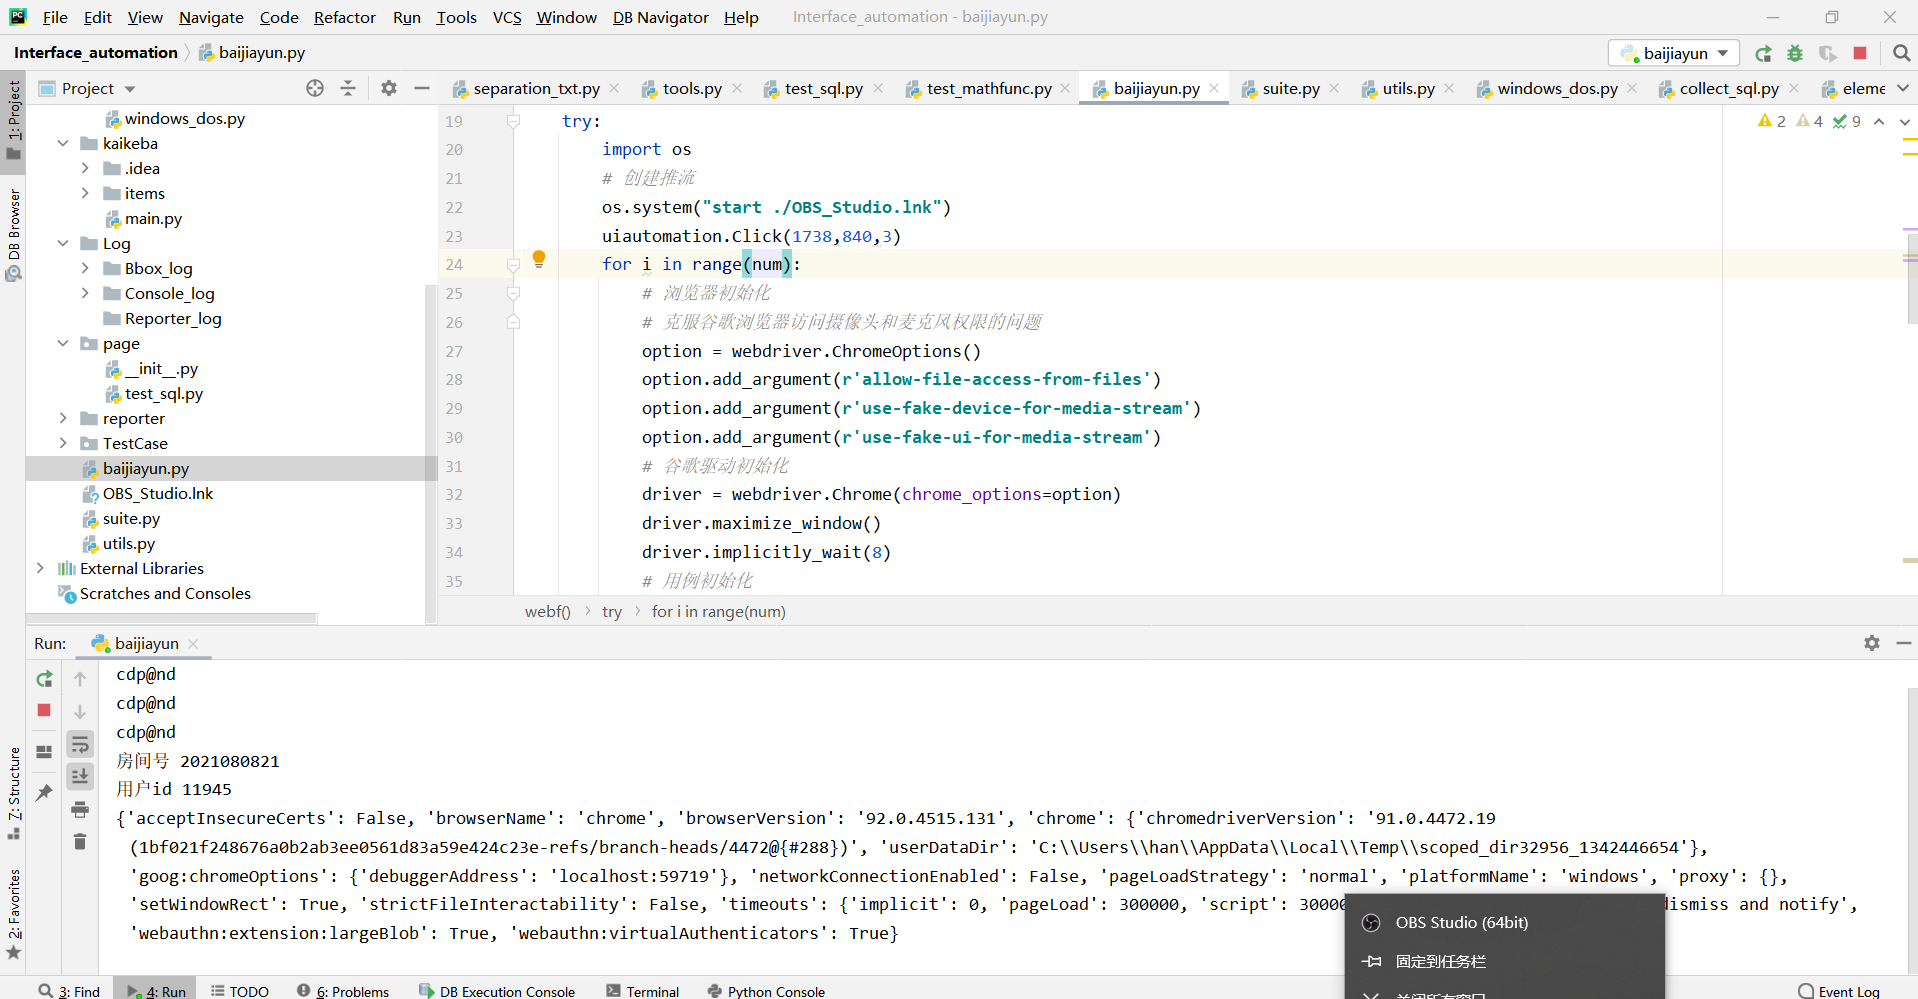 File Edit View Navigate Code Refactor Run Tools VCS Window DB Navigator Help Interface_automation - baijiayun.py
Interface_automation baijiayun.py baijiayun
Project separation_txt.py tools.py test_sql.py test_mathfunc.py baijiayun.py suite.py utils.py windows_dos.py collect_sql.py eleme
1: Project
DB Browser
7: Structure
2: Favorites
windows_dos.py
kaikeba
.idea
items
main.py
Log
Bbox_log
Console_log
Reporter_log
page
__init__.py
test_sql.py
reporter
TestCase
baijiayun.py
OBS_Studio.lnk
suite.py
utils.py
External Libraries
Scratches and Consoles
2 4 9
19 try:
20 import os
21 # 创建推流
22 os.system("start ./OBS_Studio.lnk")
23 uiautomation.Click(1738,840,3)
24 for i in range(num):
25 # 浏览器初始化
26 # 克服谷歌浏览器访问摄像头和麦克风权限的问题
27 option = webdriver.ChromeOptions()
28 option.add_argument(r'allow-file-access-from-files')
29 option.add_argument(r'use-fake-device-for-media-stream')
30 option.add_argument(r'use-fake-ui-for-media-stream')
31 # 谷歌驱动初始化
32 driver = webdriver.Chrome(chrome_options=option)
33 driver.maximize_window()
34 driver.implicitly_wait(8)
35 # 用例初始化
webf() try for i in range(num)
Run: baijiayun
cdp@nd
cdp@nd
cdp@nd
房间号 2021080821
用户id 11945
{'acceptInsecureCerts': False, 'browserName': 'chrome', 'browserVersion': '92.0.4515.131', 'chrome': {'chromedriverVersion': '91.0.4472.19
(1bf021f248676a0b2ab3ee0561d83a59e424c23e-refs/branch-heads/4472@{#288})', 'userDataDir': 'C:\\Users\\han\\AppData\\Local\\Temp\\scoped_dir32956_1342446654'},
'goog:chromeOptions': {'debuggerAddress': 'localhost:59719'}, 'networkConnectionEnabled': False, 'pageLoadStrategy': 'normal', 'platformName': 'windows', 'proxy': {},
'setWindowRect': True, 'strictFileInteractability': False, 'timeouts': {'implicit': 0, 'pageLoad': 300000, 'script': 3000 dismiss and notify',
'webauthn:extension:largeBlob': True, 'webauthn:virtualAuthenticators': True}
OBS Studio (64bit)
固定到任务栏
关闭所有窗口
3: Find 4: Run TODO 6: Problems DB Execution Console Terminal Python Console Event Log